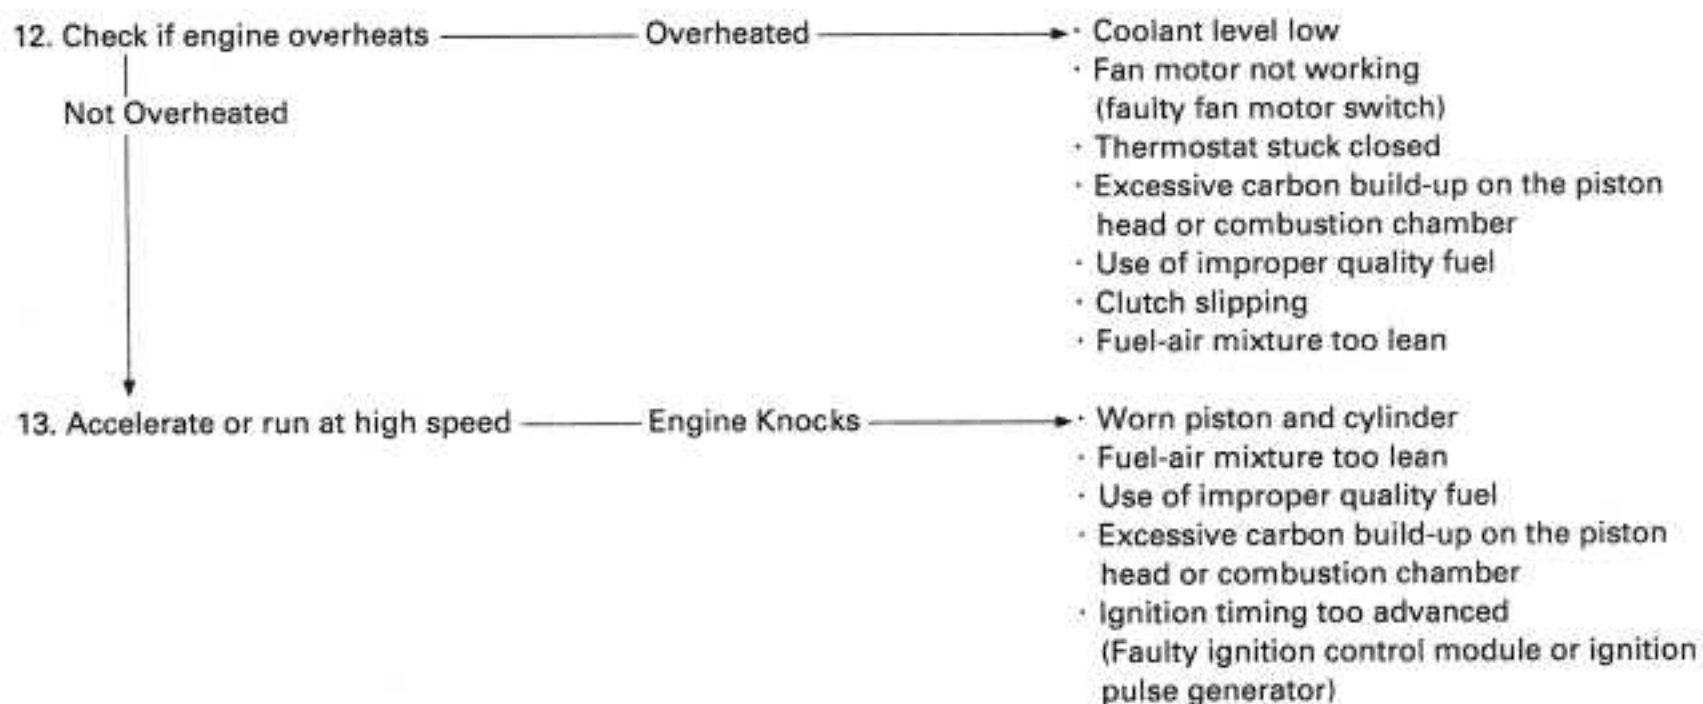 12. Check if engine overheats
Overheated
· Coolant level low
· Fan motor not working
(faulty fan motor switch)
· Thermostat stuck closed
· Excessive carbon build-up on the piston
head or combustion chamber
· Use of improper quality fuel
· Clutch slipping
· Fuel-air mixture too lean
Not Overheated
13. Accelerate or run at high speed
Engine Knocks
· Worn piston and cylinder
· Fuel-air mixture too lean
· Use of improper quality fuel
· Excessive carbon build-up on the piston
head or combustion chamber
· Ignition timing too advanced
(Faulty ignition control module or ignition
pulse generator)